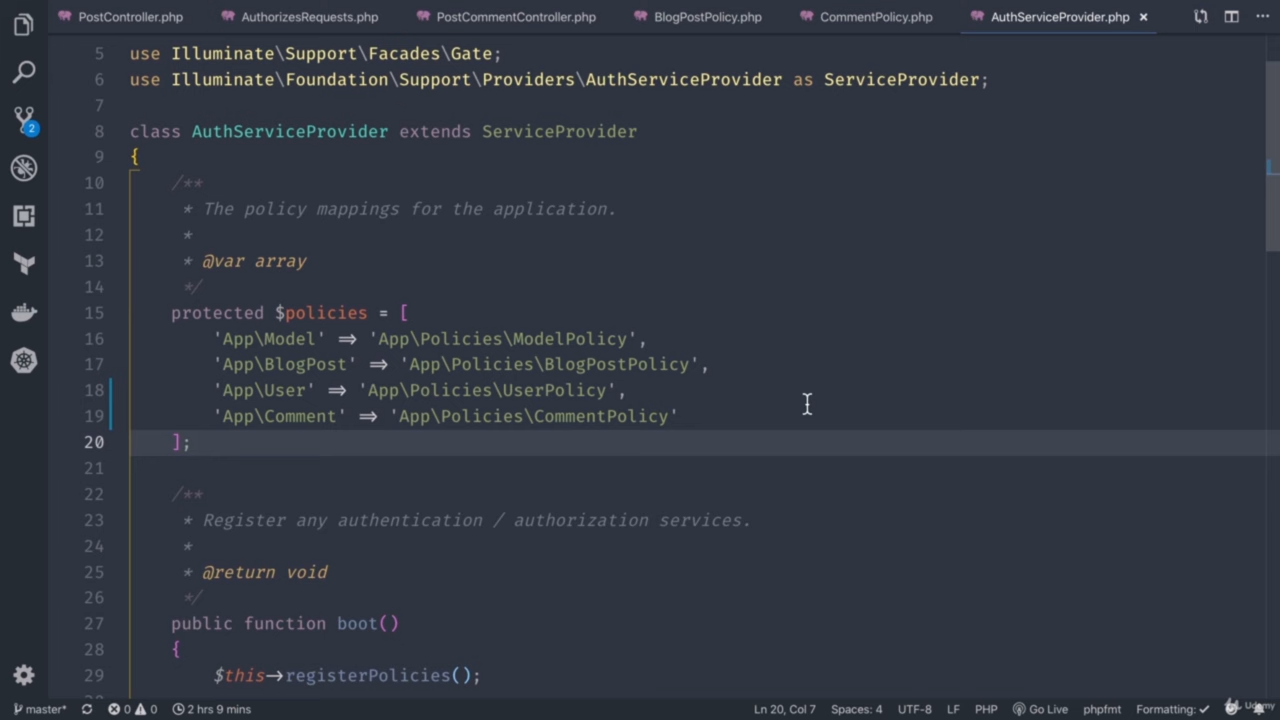 PostController.php AuthorizesRequests.php PostCommentController.php BlogPostPolicy.php CommentPolicy.php AuthServiceProvider.php ×
5 use Illuminate\Support\Facades\Gate;
6 use Illuminate\Foundation\Support\Providers\AuthServiceProvider as ServiceProvider;
7
8 class AuthServiceProvider extends ServiceProvider
9 {
10 /**
11 * The policy mappings for the application.
12 *
13 * @var array
14 */
15 protected $policies = [
16 'App\Model' => 'App\Policies\ModelPolicy',
17 'App\BlogPost' => 'App\Policies\BlogPostPolicy',
18 'App\User' => 'App\Policies\UserPolicy',
19 'App\Comment' => 'App\Policies\CommentPolicy'
20 ];
21
22 /**
23 * Register any authentication / authorization services.
24 *
25 * @return void
26 */
27 public function boot()
28 {
29 $this->registerPolicies();
2
master* 0 0 2 hrs 9 mins Ln 20, Col 7 Spaces: 4 UTF-8 LF PHP Go Live phpfmt Formatting: ✓ Udemy